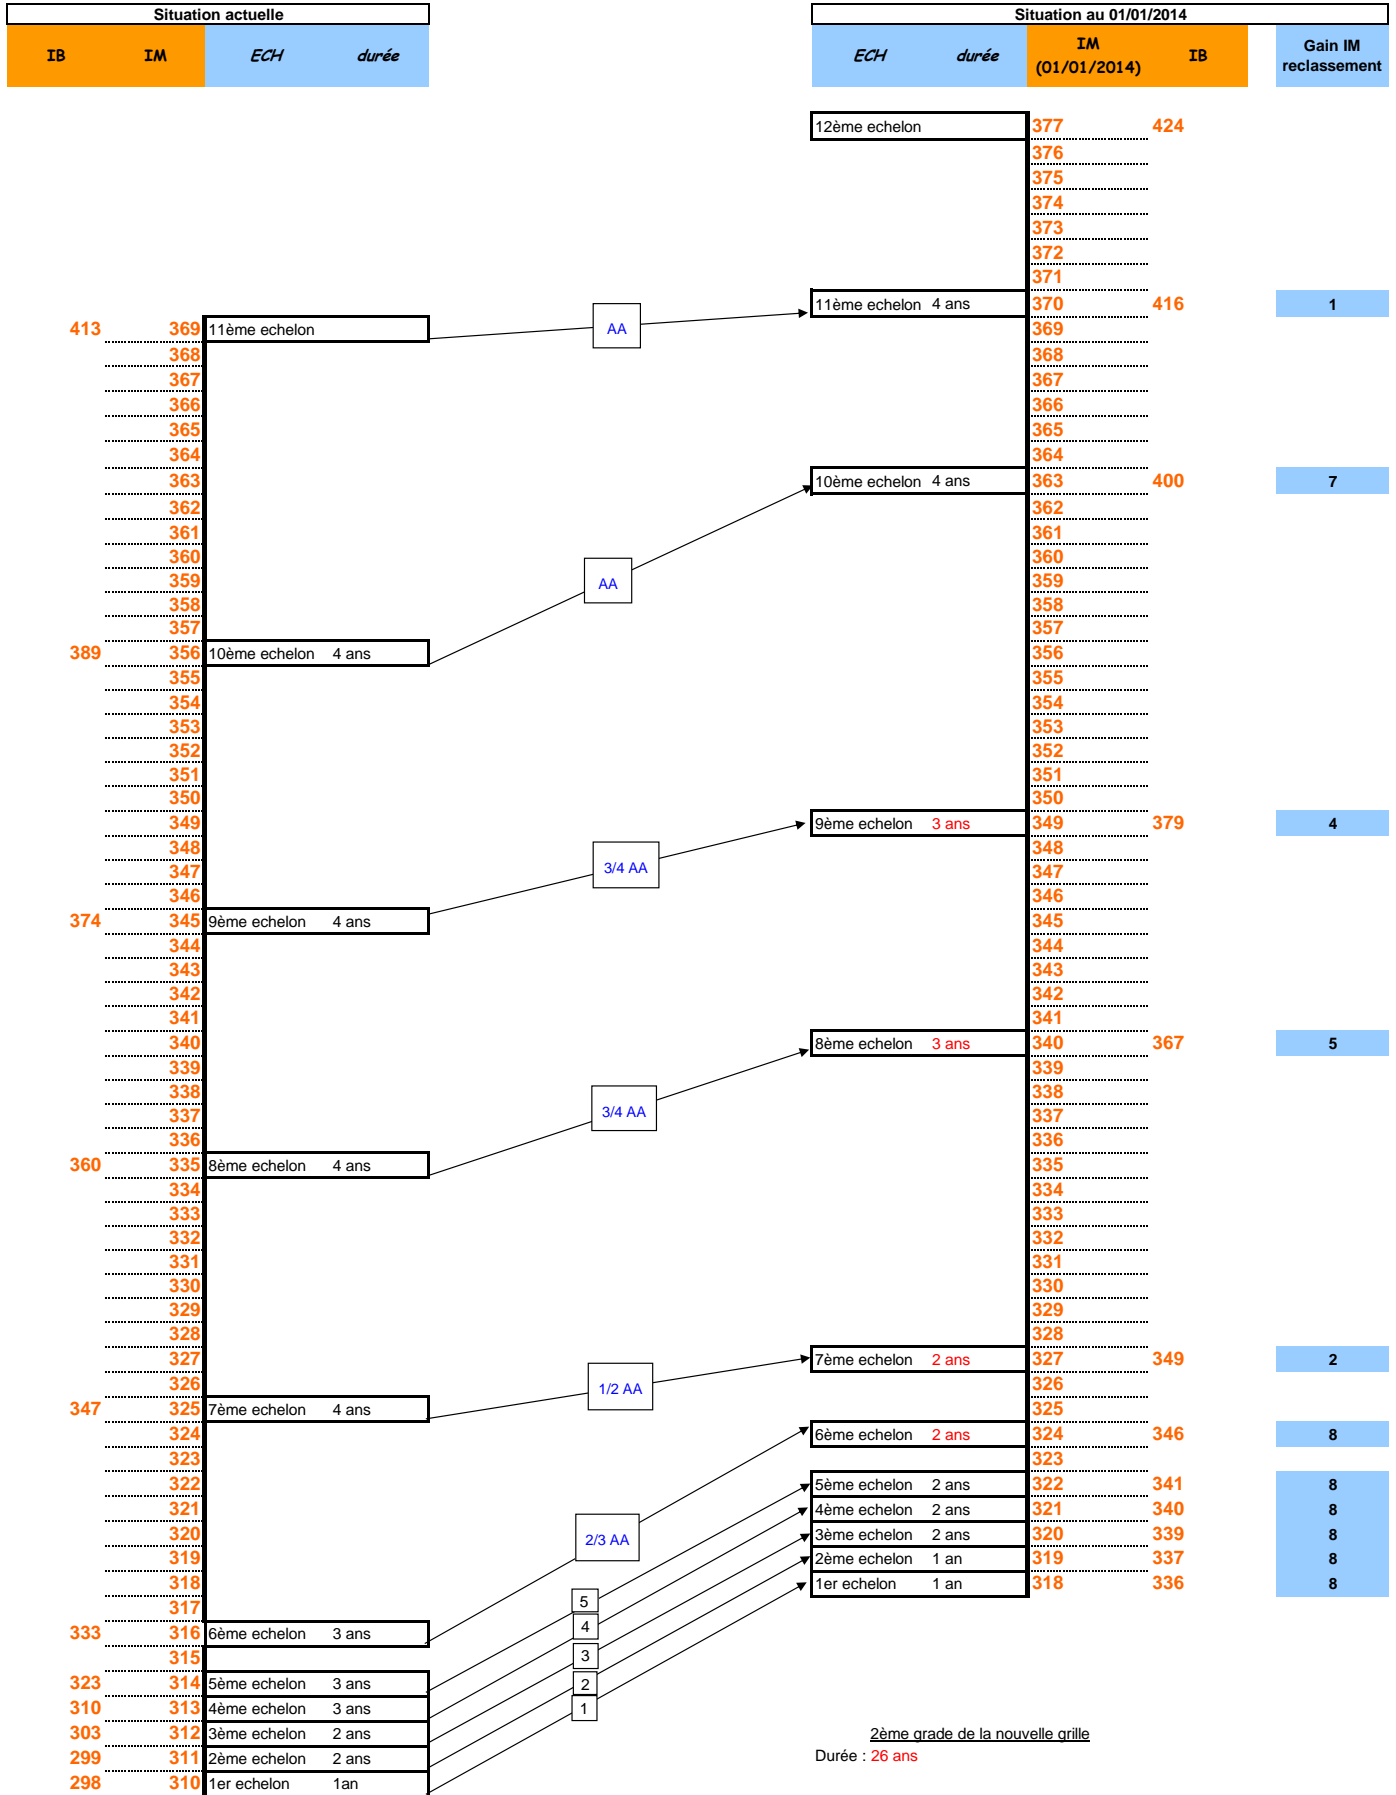 Situation actuelle Situation au 01/01/2014
IB IM ECH durée ECH durée IM (01/01/2014) IB Gain IM reclassement
12ème echelon 377 424
376
375
374
373
372
371
11ème echelon 4 ans 370 416 1
AA
413 369 11ème echelon 369
368 368
367 367
366 366
365 365
364 364
363 10ème echelon 4 ans 363 400 7
362 362
361 361
360 360
359 AA 359
358 358
357 357
389 356 10ème echelon 4 ans 356
355 355
354 354
353 353
352 352
351 351
350 350
349 9ème echelon 3 ans 349 379 4
348 348
347 3/4 AA 347
346 346
374 345 9ème echelon 4 ans 345
344 344
343 343
342 342
341 341
340 8ème echelon 3 ans 340 367 5
339 339
338 338
337 3/4 AA 337
336 336
360 335 8ème echelon 4 ans 335
334 334
333 333
332 332
331 331
330 330
329 329
328 328
327 7ème echelon 2 ans 327 349 2
326 1/2 AA 326
347 325 7ème echelon 4 ans 325
324 6ème echelon 2 ans 324 346 8
323 323
322 5ème echelon 2 ans 322 341 8
321 4ème echelon 2 ans 321 340 8
320 2/3 AA 3ème echelon 2 ans 320 339 8
319 2ème echelon 1 an 319 337 8
318 1er echelon 1 an 318 336 8
317 5
333 316 6ème echelon 3 ans 4
315 3
323 314 5ème echelon 3 ans 2
310 313 4ème echelon 3 ans 1
303 312 3ème echelon 2 ans 2ème grade de la nouvelle grille
299 311 2ème echelon 2 ans Durée : 26 ans
298 310 1er echelon 1an